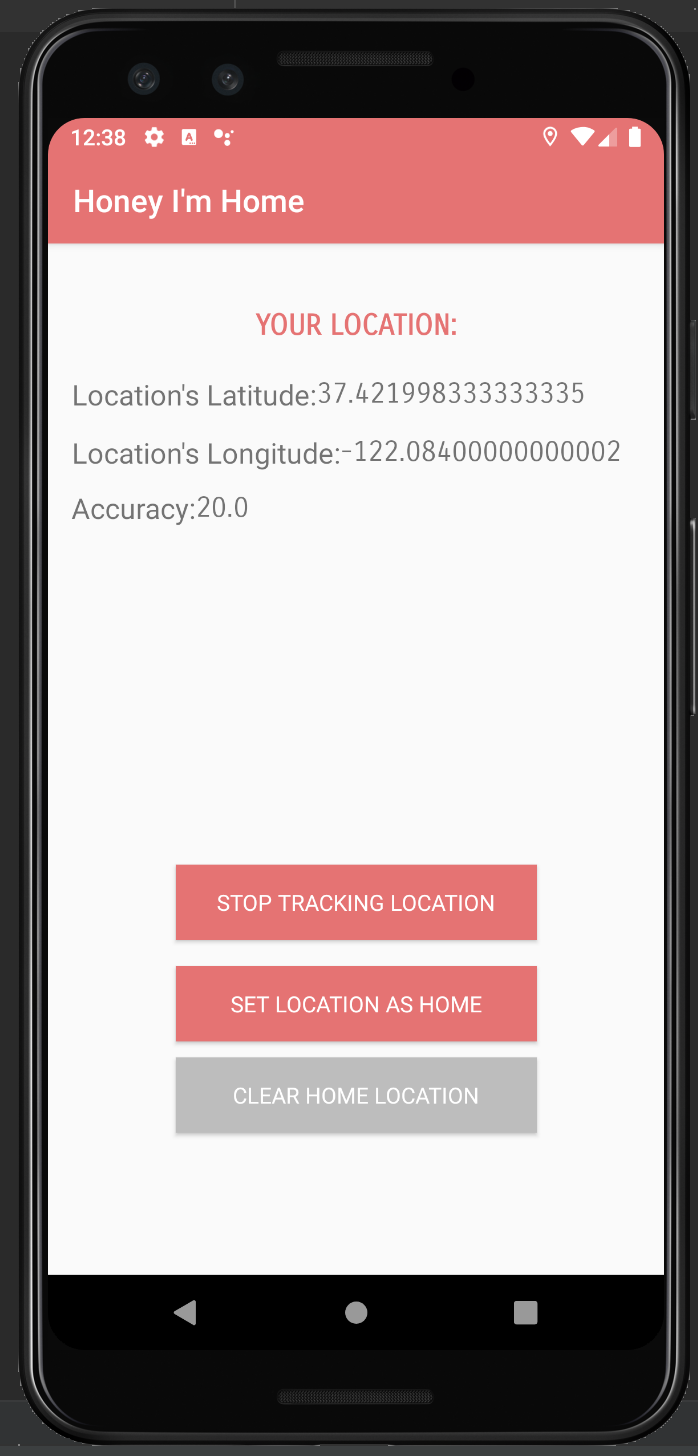 12:38
Honey I'm Home
YOUR LOCATION:
Location's Latitude:37.421998333333335
Location's Longitude:-122.08400000000002
Accuracy:20.0
STOP TRACKING LOCATION
SET LOCATION AS HOME
CLEAR HOME LOCATION